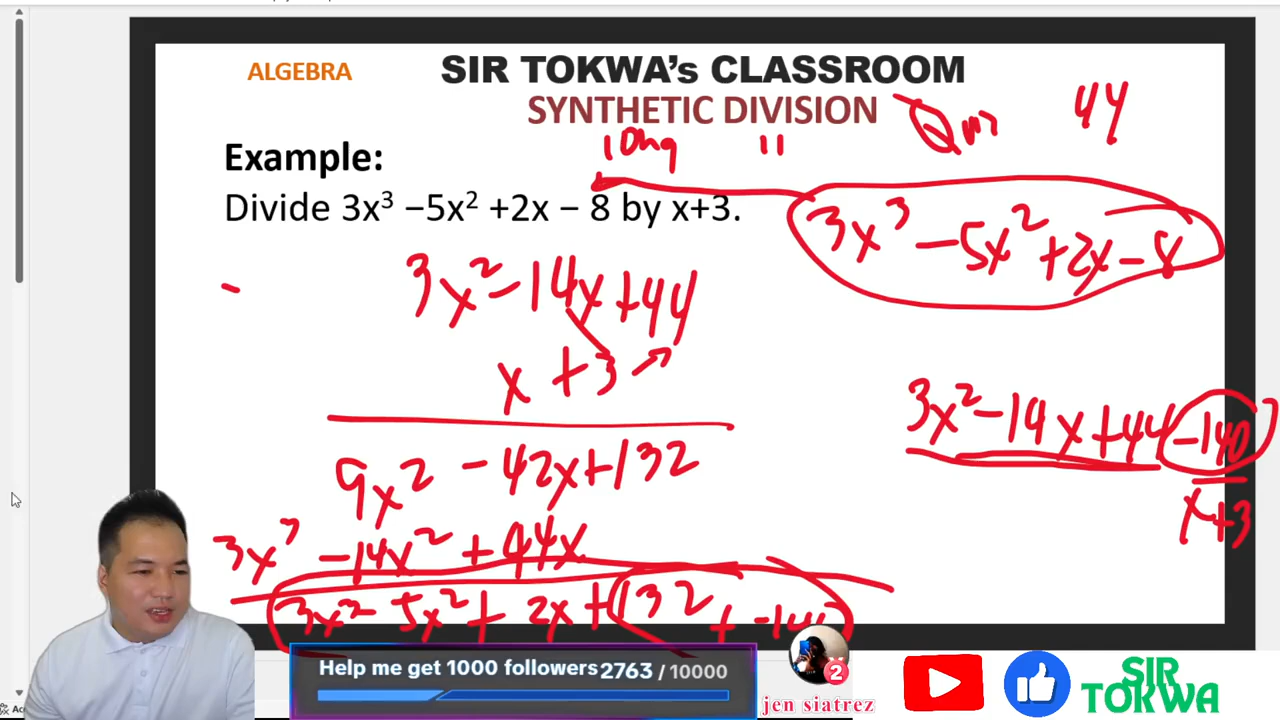 ALGEBRA
SIR TOKWA's CLASSROOM
SYNTHETIC DIVISION
44
long "
Example:
Divide 3x³ −5x² +2x − 8 by x+3.
3x³ − 5x² + 2x − 8
3x² − 14x + 44
x + 3
3x² − 14x + 44 − 140
x+3
9x² − 42x + 132
3x³ − 14x² + 44x
3x³ − 5x² + 2x + 132 + −140
Help me get 1000 followers 2763 / 10000
2
jen siatrez
SIR
TOKWA